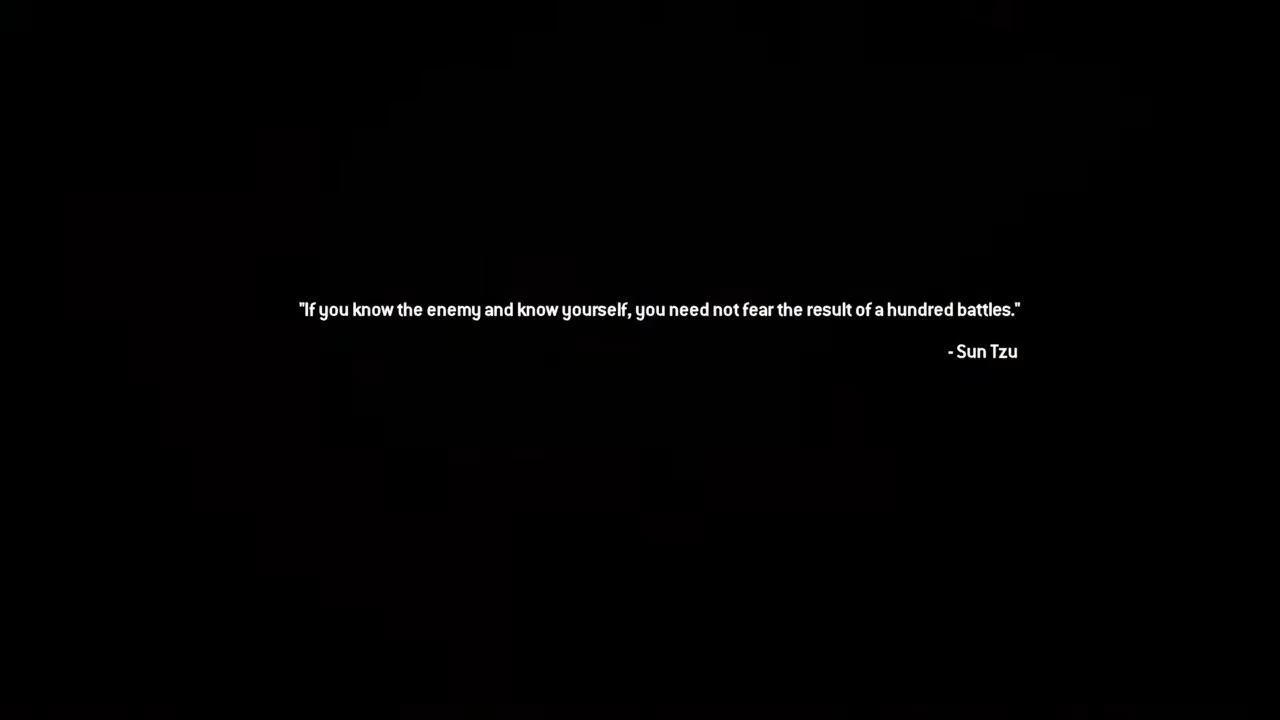 "If you know the enemy and know yourself, you need not fear the result of a hundred battles."
- Sun Tzu